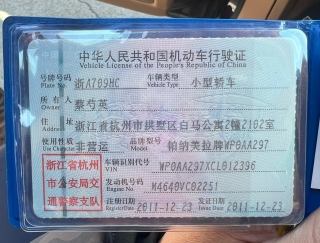 中华人民共和国机动车行驶证
Vehicle License of the People's Republic of China
号牌号码 浙A789HC 车辆类型 小型轿车
Plate No. Vehicle Type
所有人 蔡芍英
Owner
住址 浙江省杭州市拱墅区白马公寓2幢2102室
Address
使用性质 非营运 型号 帕纳美拉牌WP0AA297
Use Character Model
浙江省杭州 车辆识别代号 WP0AA297XCL012396
VIN
市公安局交 发动机号码 M4640VC02251
Engine No.
通警察支队 注册日期 2011-12-23 发证日期 2011-12-23
Register Date Issue Date